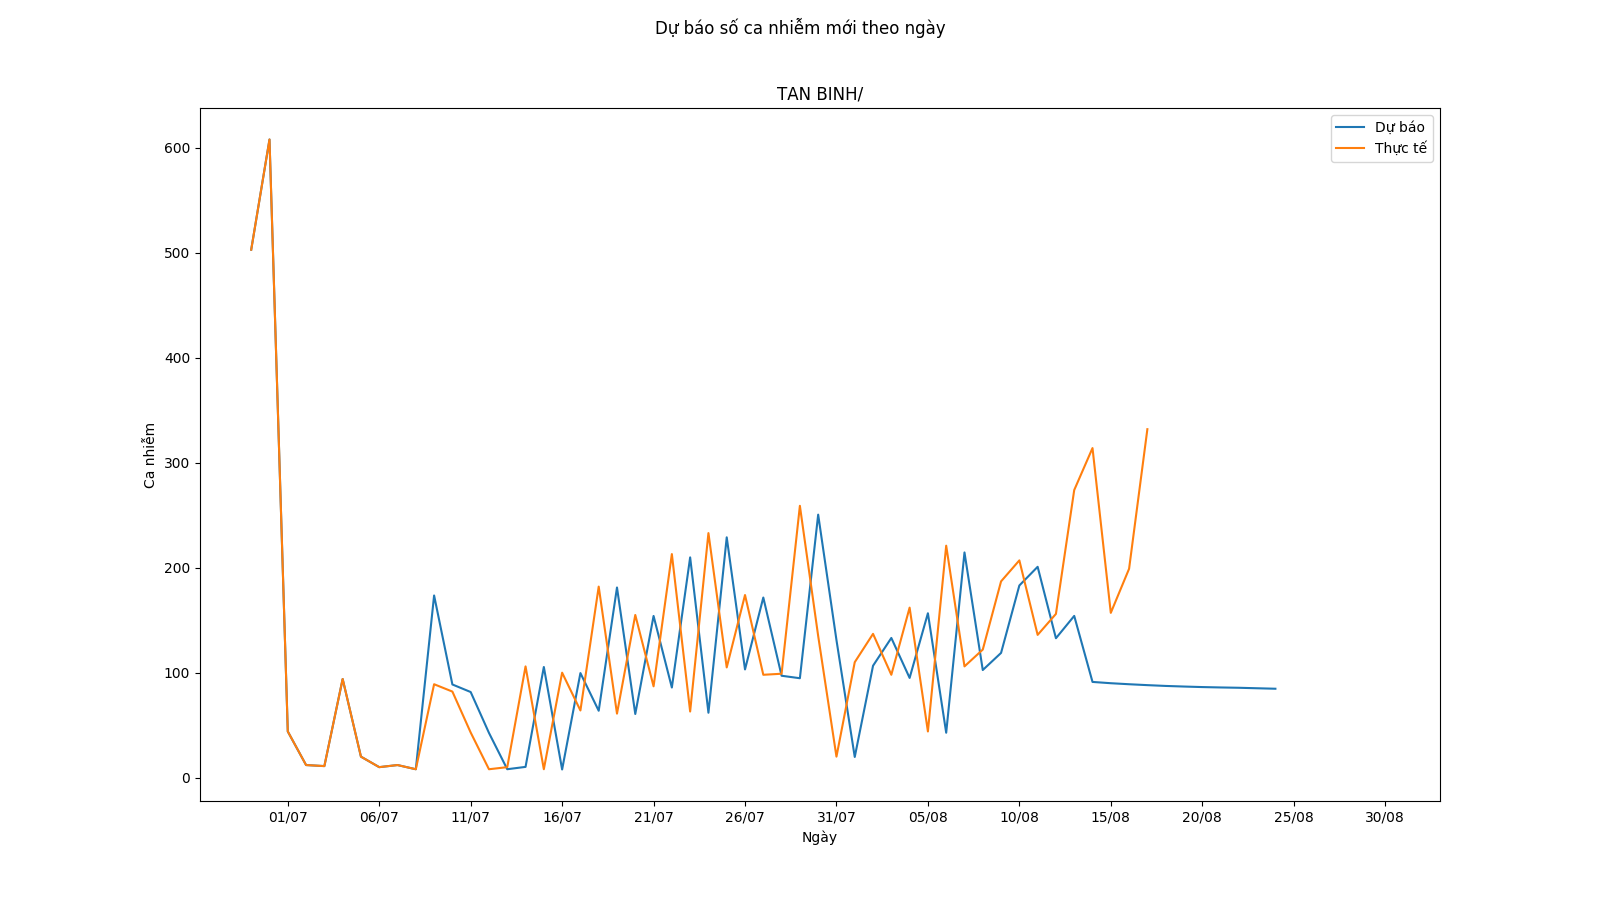 Dự báo số ca nhiễm mới theo ngày
TAN BINH/
Dự báo
Thực tế
Ca nhiễm
600
500
400
300
200
100
0
01/07 06/07 11/07 16/07 21/07 26/07 31/07 05/08 10/08 15/08 20/08 25/08 30/08
Ngày